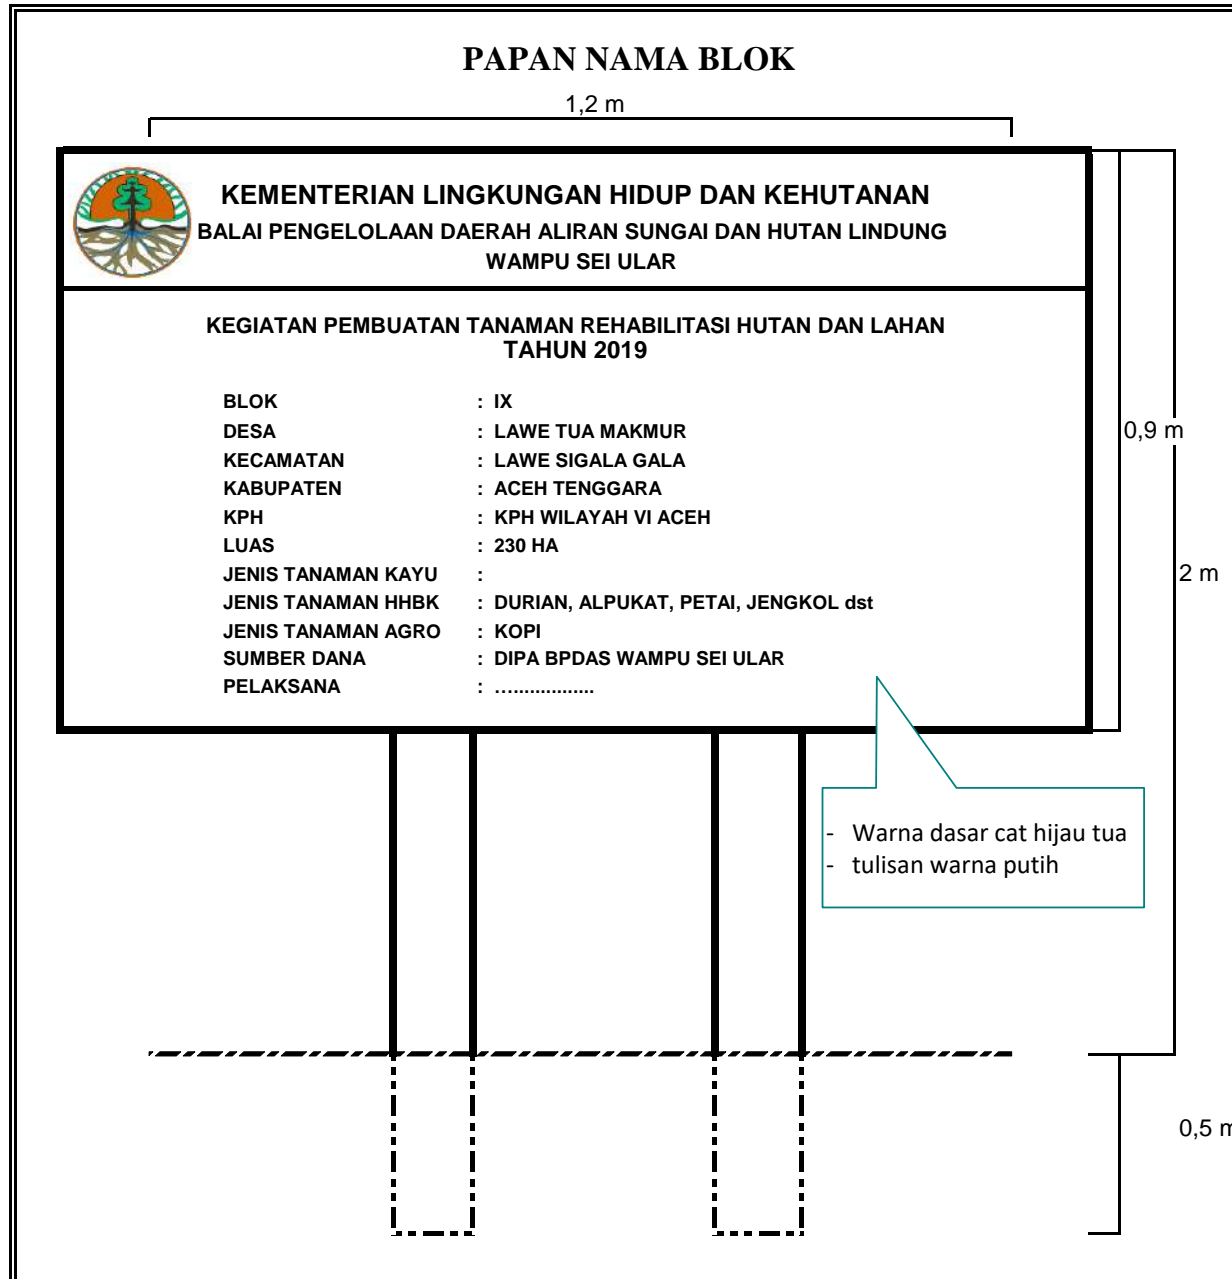 PAPAN NAMA BLOK
1,2 m
KEMENTERIAN LINGKUNGAN HIDUP DAN KEHUTANAN
BALAI PENGELOLAAN DAERAH ALIRAN SUNGAI DAN HUTAN LINDUNG
WAMPU SEI ULAR
KEGIATAN PEMBUATAN TANAMAN REHABILITASI HUTAN DAN LAHAN
TAHUN 2019
BLOK : IX
DESA : LAWE TUA MAKMUR
KECAMATAN : LAWE SIGALA GALA
KABUPATEN : ACEH TENGGARA
KPH : KPH WILAYAH VI ACEH
LUAS : 230 HA
JENIS TANAMAN KAYU :
JENIS TANAMAN HHBK : DURIAN, ALPUKAT, PETAI, JENGKOL dst
JENIS TANAMAN AGRO : KOPI
SUMBER DANA : DIPA BPDAS WAMPU SEI ULAR
PELAKSANA : ...................
0,9 m
2 m
- Warna dasar cat hijau tua
- tulisan warna putih
0,5 m